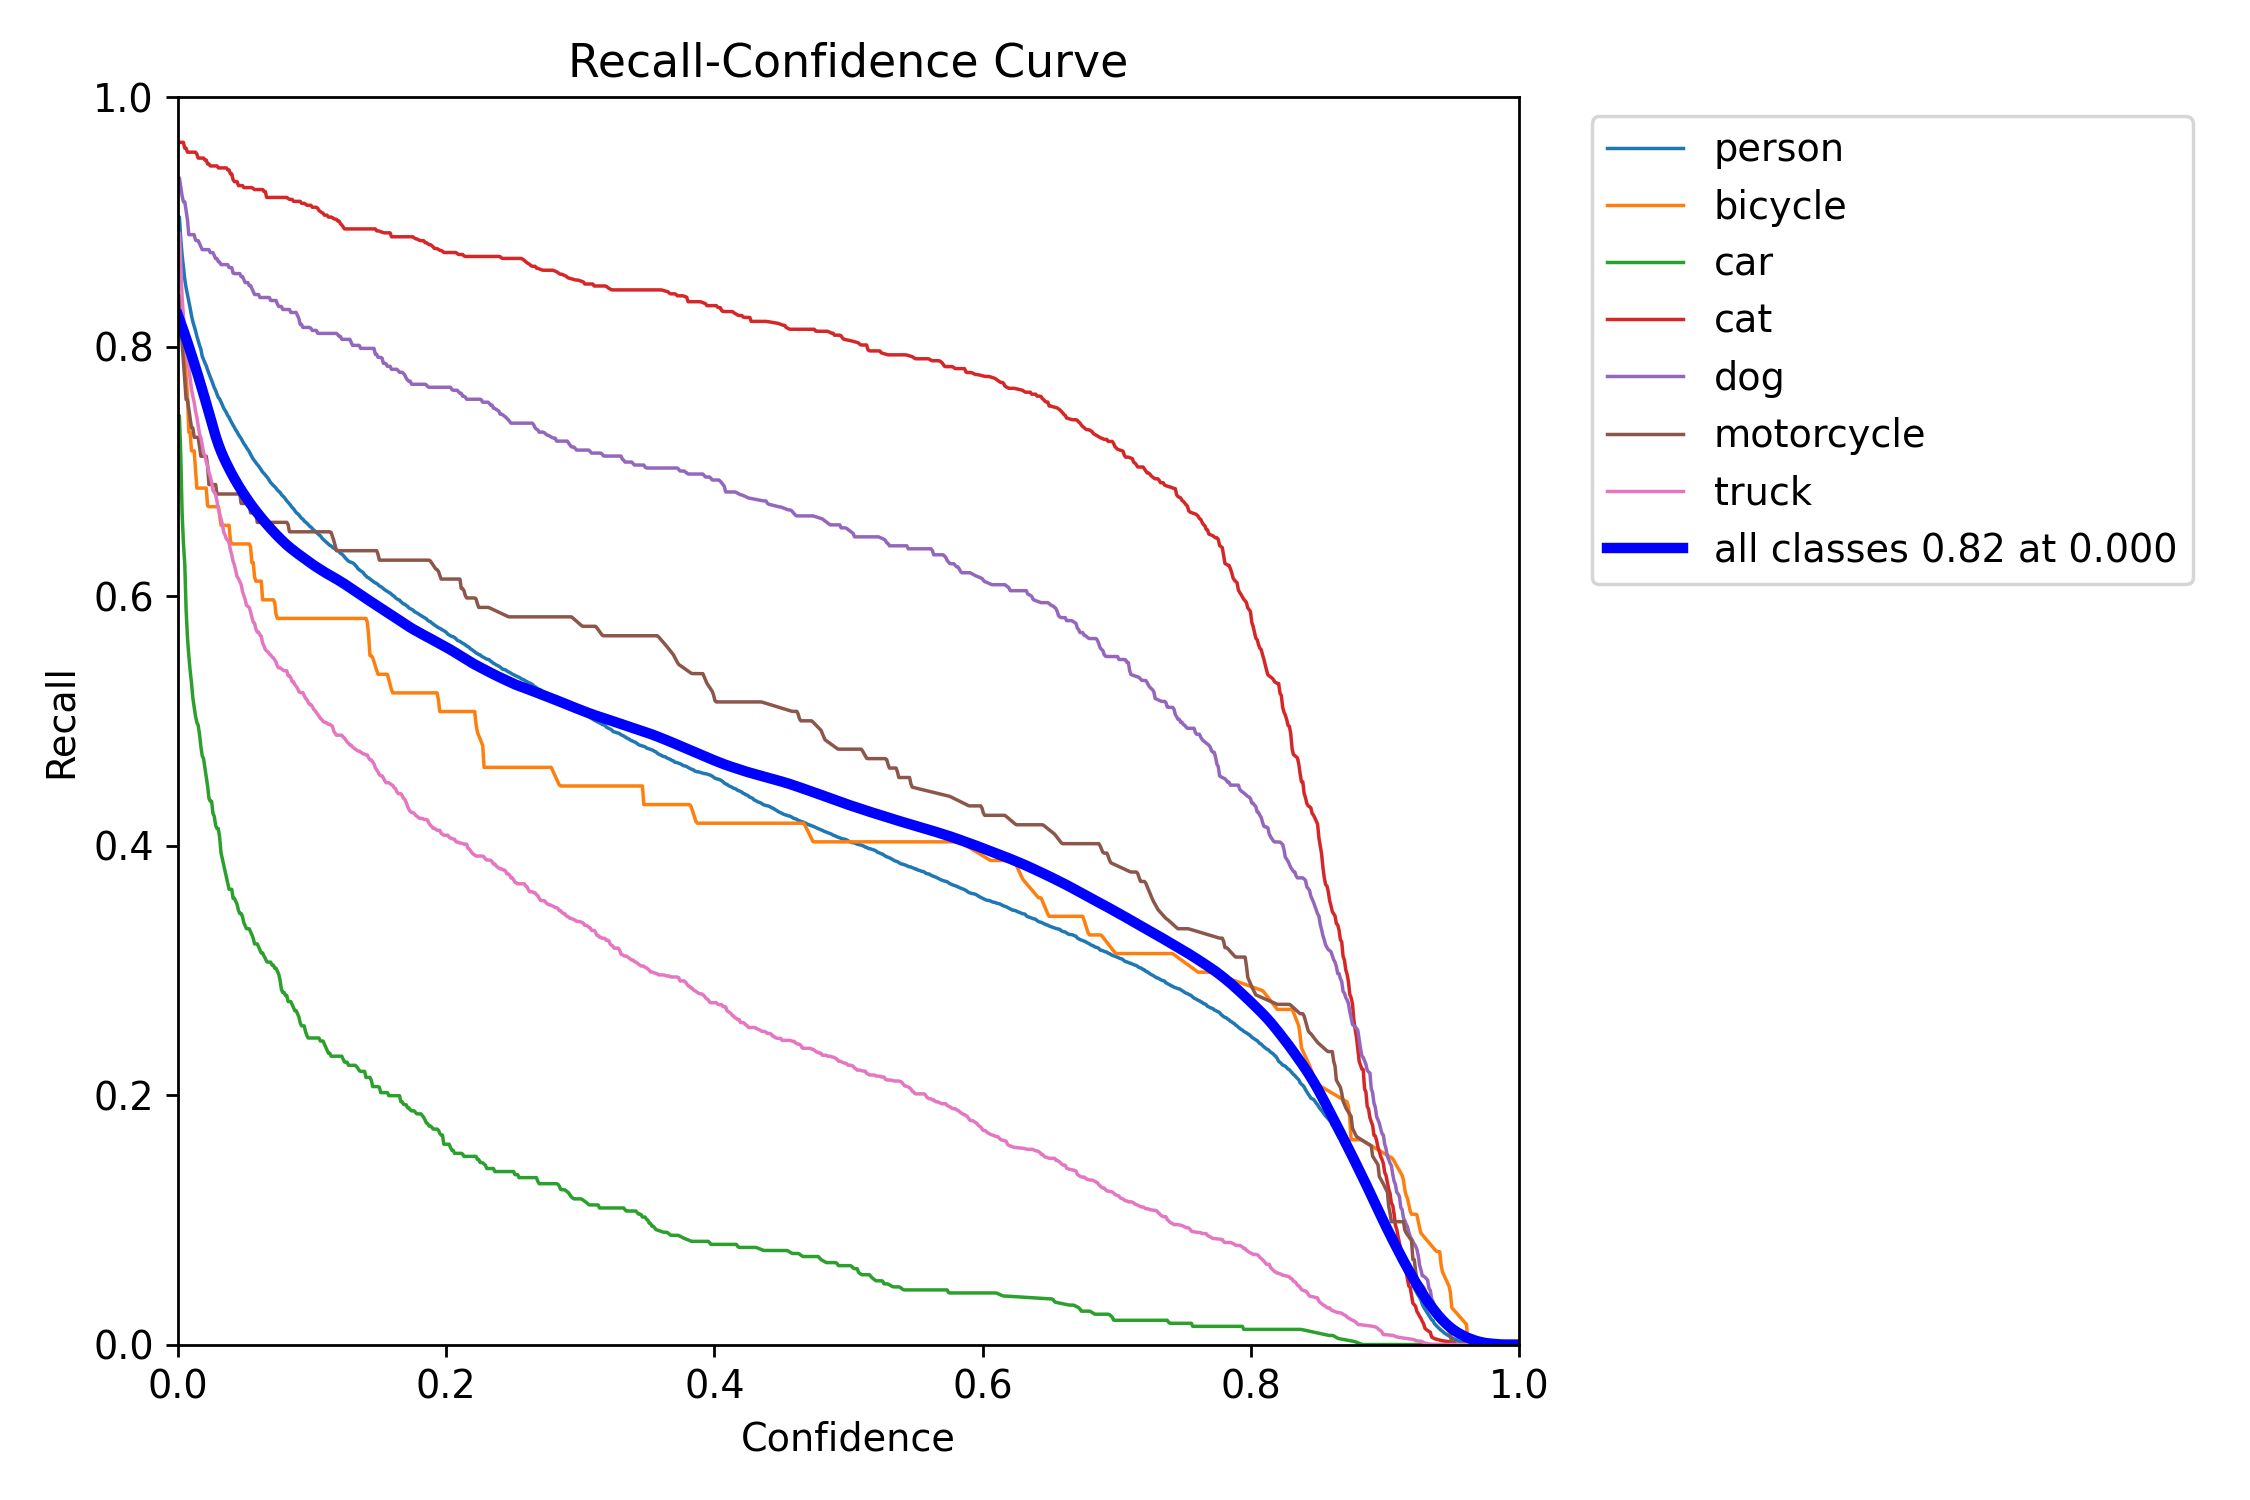 Recall-Confidence Curve
1.0
0.8
0.6
0.4
0.2
0.0
Recall
0.0 0.2 0.4 0.6 0.8 1.0
Confidence
person
bicycle
car
cat
dog
motorcycle
truck
all classes 0.82 at 0.000